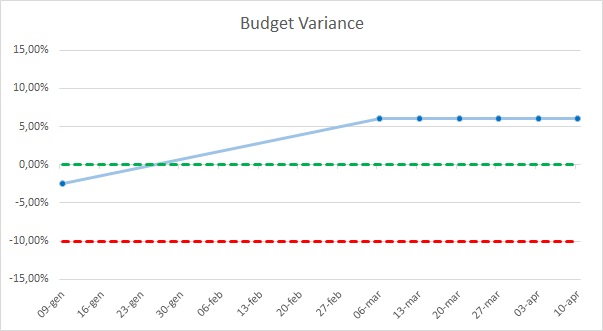 Budget Variance
15,00%
10,00%
5,00%
0,00%
-5,00%
-10,00%
-15,00%
09-gen
16-gen
23-gen
30-gen
06-feb
13-feb
20-feb
27-feb
06-mar
13-mar
20-mar
27-mar
03-apr
10-apr